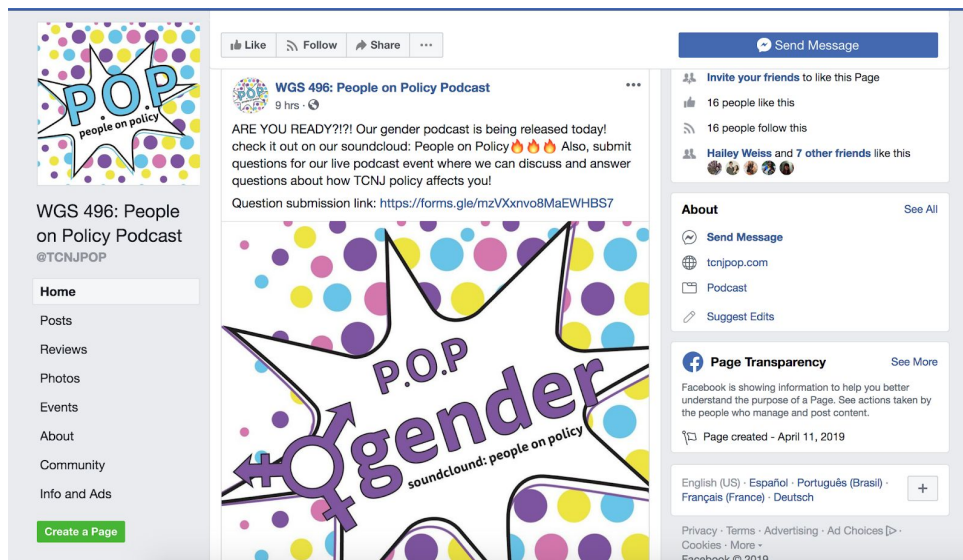 P.O.P
people on policy
WGS 496: People
on Policy Podcast
@TCNJPOP
Home
Posts
Reviews
Photos
Events
About
Community
Info and Ads
Create a Page
Like
Follow
Share
WGS 496: People on Policy Podcast
9 hrs ·
ARE YOU READY?!?! Our gender podcast is being released today!
check it out on our soundcloud: People on Policy🔥🔥🔥 Also, submit
questions for our live podcast event where we can discuss and answer
questions about how TCNJ policy affects you!
Question submission link: https://forms.gle/mzVXxnvo8MaEWHBS7
P.O.P
gender
soundclound: people on policy
Send Message
Invite your friends to like this Page
16 people like this
16 people follow this
Hailey Weiss and 7 other friends like this
About
See All
Send Message
tcnjpop.com
Podcast
Suggest Edits
Page Transparency
See More
Facebook is showing information to help you better
understand the purpose of a Page. See actions taken by
the people who manage and post content.
Page created - April 11, 2019
English (US) · Español · Português (Brasil) ·
Français (France) · Deutsch
+
Privacy · Terms · Advertising · Ad Choices ·
Cookies · More
Facebook © 2019